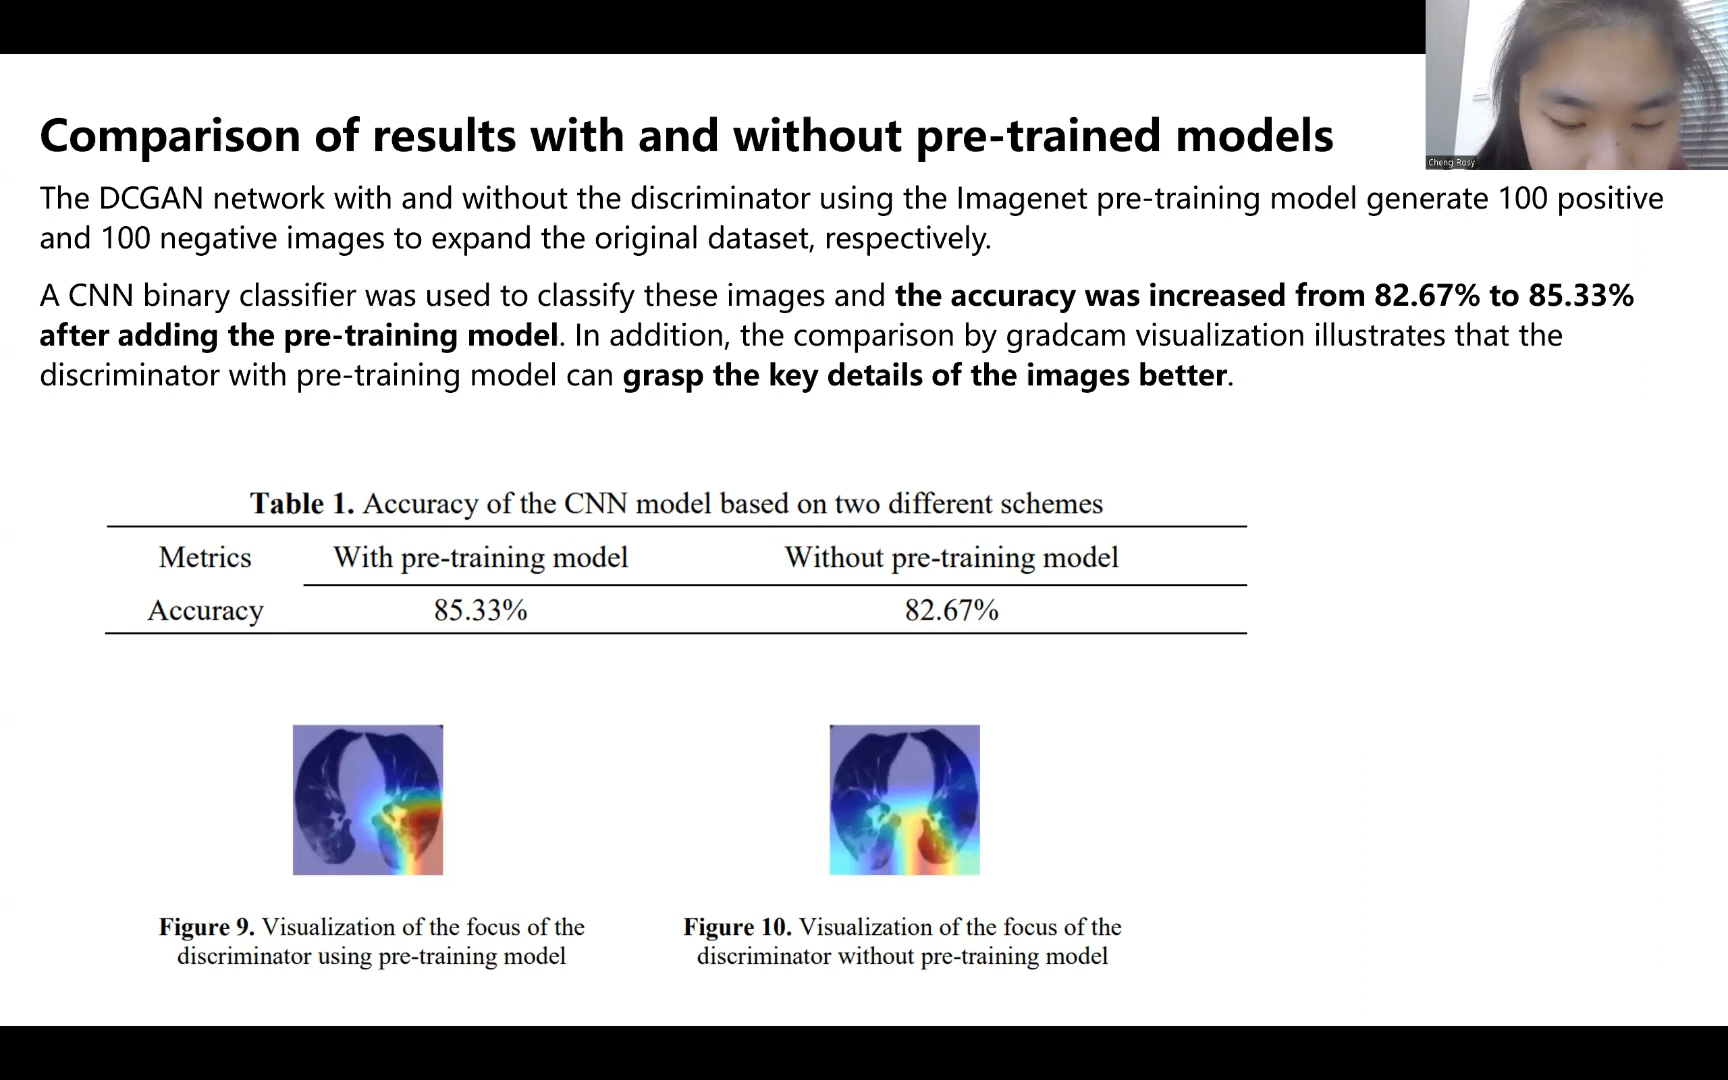 Comparison of results with and without pre-trained models
Cheng Rosy
The DCGAN network with and without the discriminator using the Imagenet pre-training model generate 100 positive
and 100 negative images to expand the original dataset, respectively.
A CNN binary classifier was used to classify these images and the accuracy was increased from 82.67% to 85.33%
after adding the pre-training model. In addition, the comparison by gradcam visualization illustrates that the
discriminator with pre-training model can grasp the key details of the images better.
Table 1. Accuracy of the CNN model based on two different schemes
Metrics With pre-training model Without pre-training model
Accuracy 85.33% 82.67%
Figure 9. Visualization of the focus of the
discriminator using pre-training model
Figure 10. Visualization of the focus of the
discriminator without pre-training model